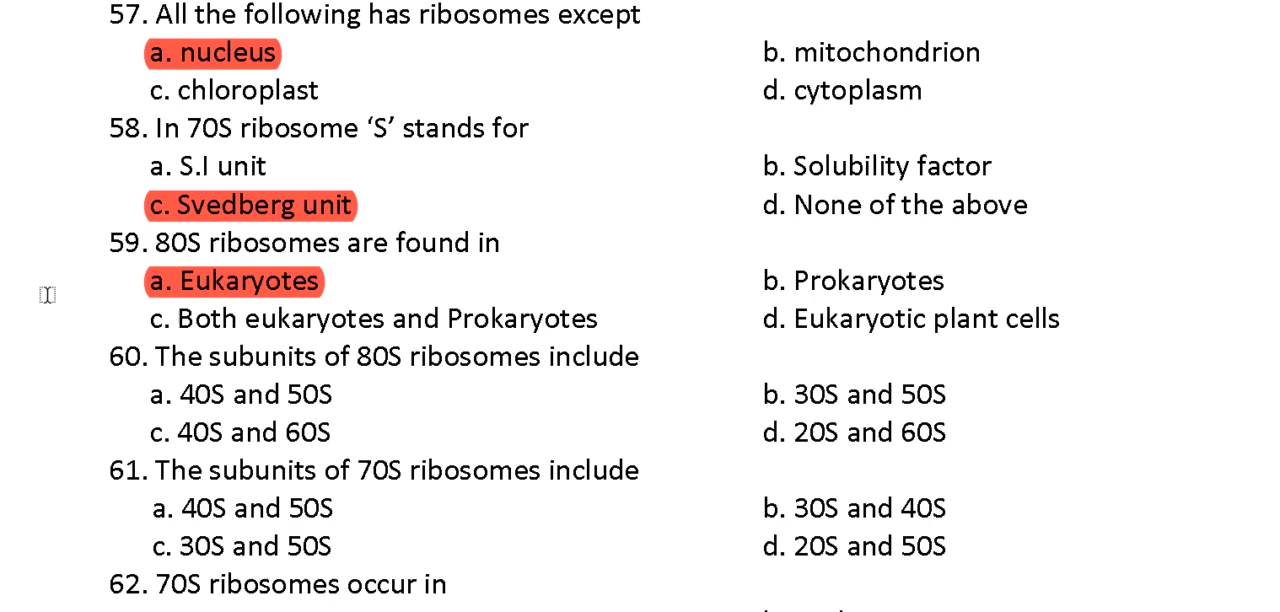 57. All the following has ribosomes except
a. nucleus b. mitochondrion
c. chloroplast d. cytoplasm
58. In 70S ribosome ‘S’ stands for
a. S.I unit b. Solubility factor
c. Svedberg unit d. None of the above
59. 80S ribosomes are found in
a. Eukaryotes b. Prokaryotes
c. Both eukaryotes and Prokaryotes d. Eukaryotic plant cells
60. The subunits of 80S ribosomes include
a. 40S and 50S b. 30S and 50S
c. 40S and 60S d. 20S and 60S
61. The subunits of 70S ribosomes include
a. 40S and 50S b. 30S and 40S
c. 30S and 50S d. 20S and 50S
62. 70S ribosomes occur in